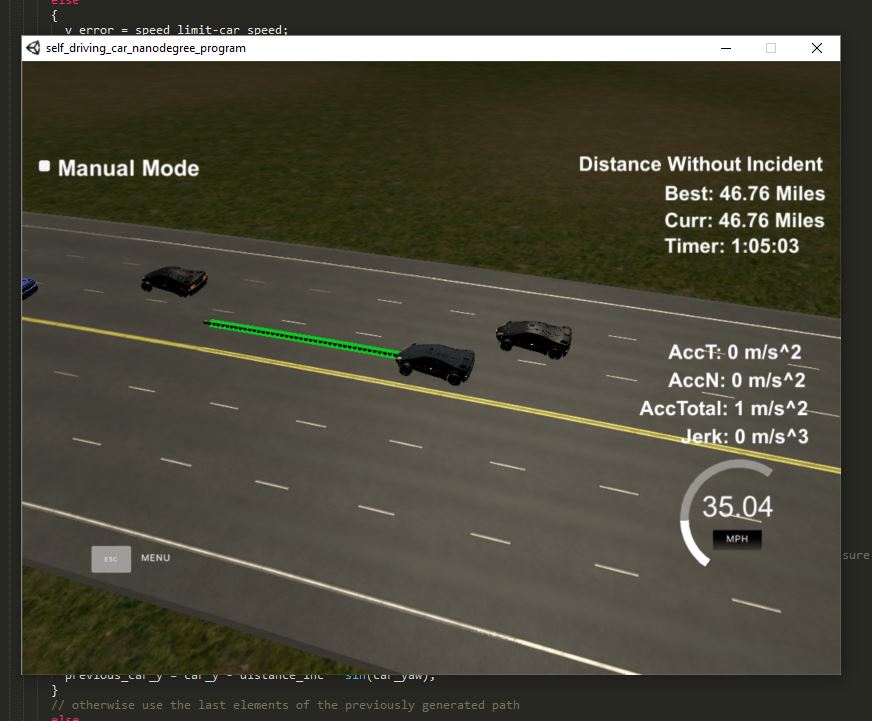 else
{
v_error = speed_limit-car_speed;
self_driving_car_nanodegree_program
Manual Mode
Distance Without Incident
Best: 46.76 Miles
Curr: 46.76 Miles
Timer: 1:05:03
AccT: 0 m/s^2
AccN: 0 m/s^2
AccTotal: 1 m/s^2
Jerk: 0 m/s^3
35.04
MPH
ESC
MENU
sure
previous_car_y = car_y - distance_inc * sin(car_yaw);
}
// otherwise use the last elements of the previously generated path
else